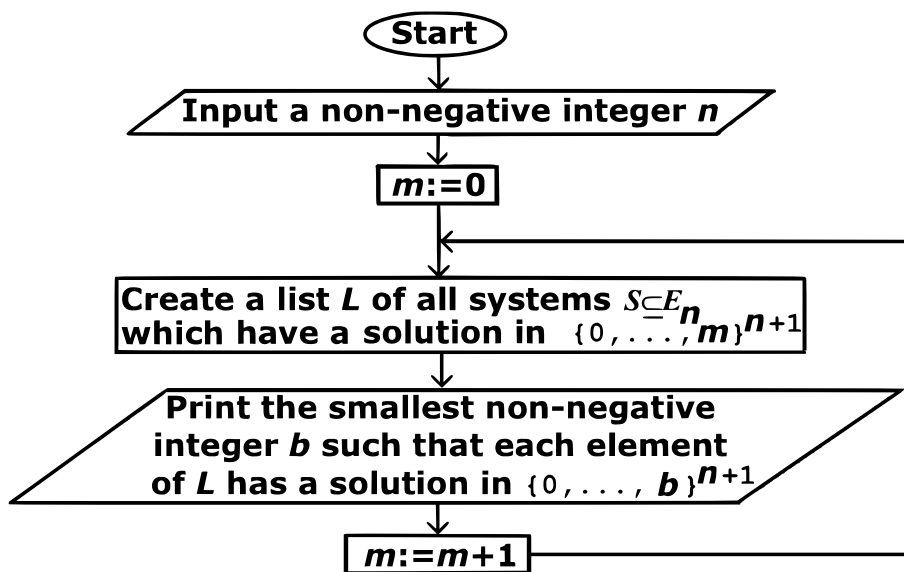 Start
Input a non-negative integer n
m:=0
Create a list L of all systems S⊆Eₙ
which have a solution in {0,...,m}ⁿ⁺¹
Print the smallest non-negative
integer b such that each element
of L has a solution in {0,..., b}ⁿ⁺¹
m:=m+1